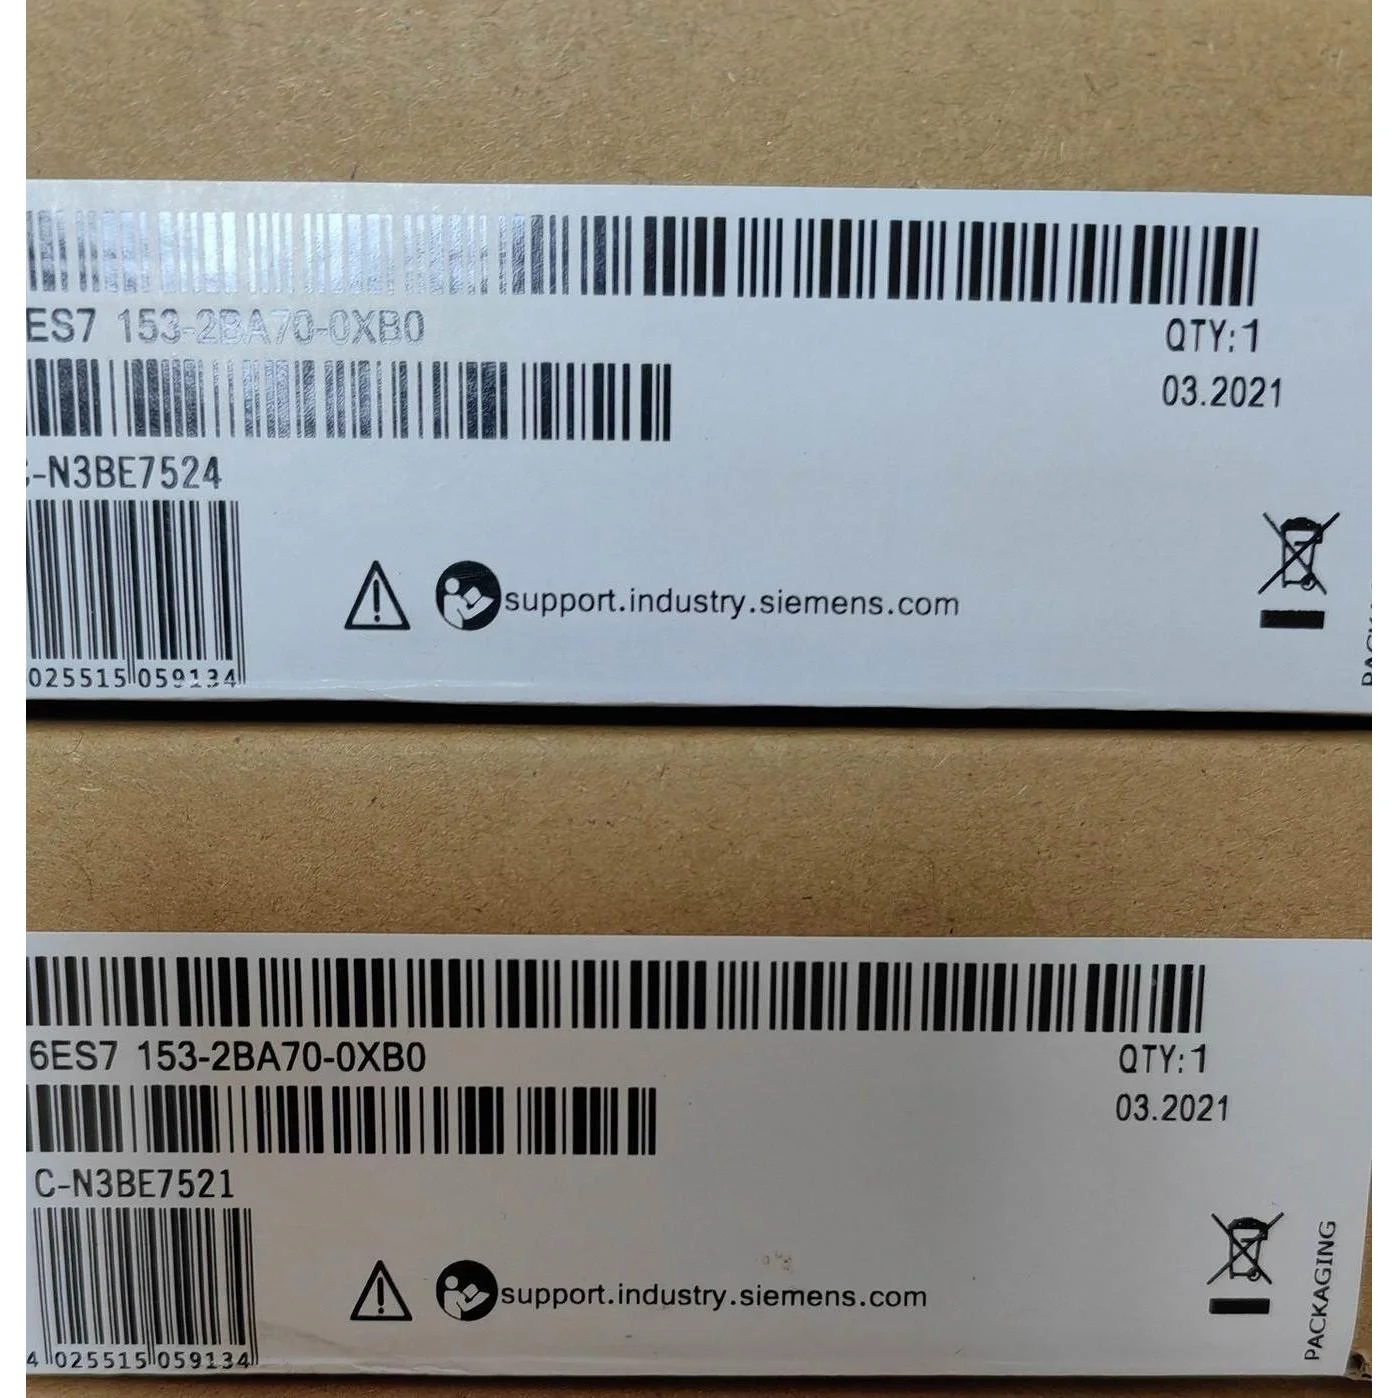 ES7 153-2BA70-0XB0
QTY:1
03.2021
-N3BE7524
support.industry.siemens.com
025515 059134
6ES7 153-2BA70-0XB0
QTY:1
03.2021
C-N3BE7521
support.industry.siemens.com
PACKAGING
4 025515 059134